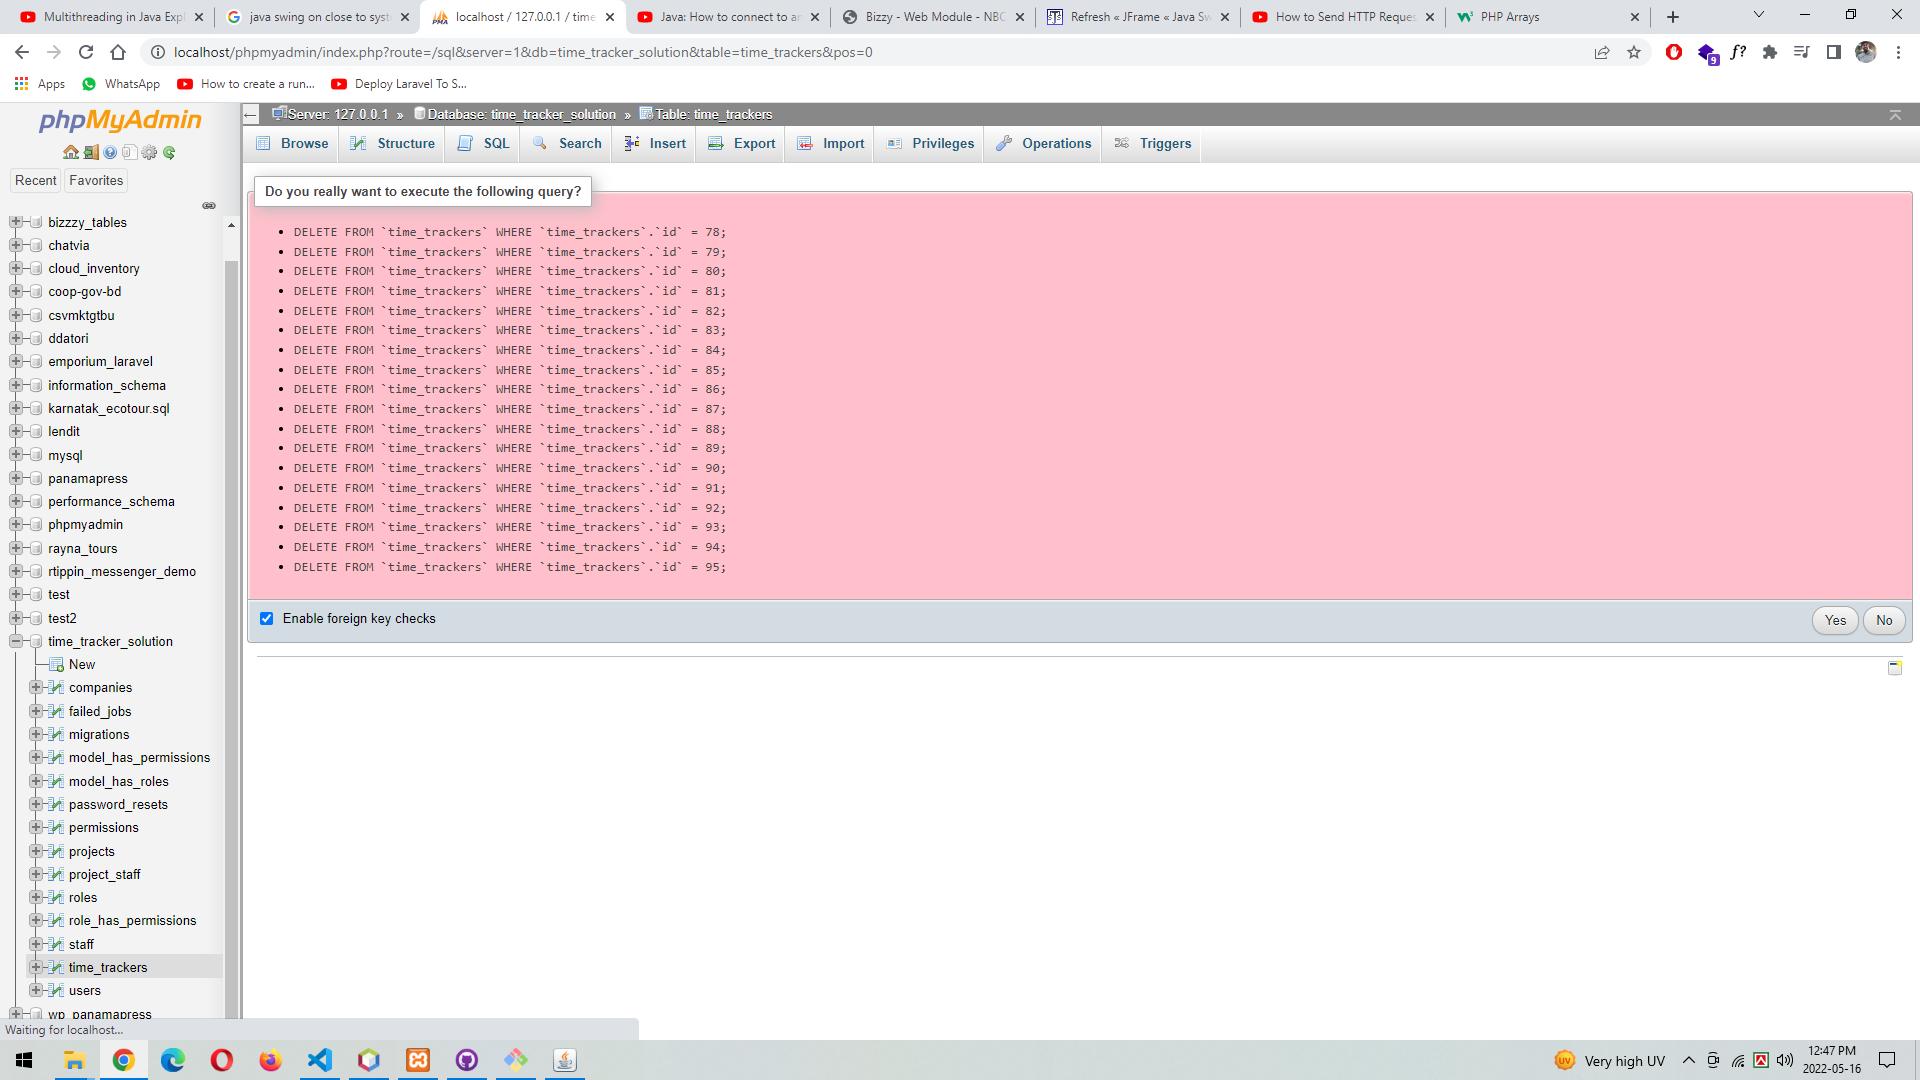 Multithreading in Java Expl
java swing on close to syst
localhost / 127.0.0.1 / time
Java: How to connect to an
Bizzy - Web Module - NBC
Refresh « JFrame « Java Sw
How to Send HTTP Reques
PHP Arrays
localhost/phpmyadmin/index.php?route=/sql&server=1&db=time_tracker_solution&table=time_trackers&pos=0
f?
9
Apps
WhatsApp
How to create a run...
Deploy Laravel To S...
phpMyAdmin
Recent
Favorites
bizzzy_tables
chatvia
cloud_inventory
coop-gov-bd
csvmktgtbu
ddatori
emporium_laravel
information_schema
karnatak_ecotour.sql
lendit
mysql
panamapress
performance_schema
phpmyadmin
rayna_tours
rtippin_messenger_demo
test
test2
time_tracker_solution
New
companies
failed_jobs
migrations
model_has_permissions
model_has_roles
password_resets
permissions
projects
project_staff
roles
role_has_permissions
staff
time_trackers
users
wp_panamapress
Server: 127.0.0.1 » Database: time_tracker_solution » Table: time_trackers
Browse
Structure
SQL
Search
Insert
Export
Import
Privileges
Operations
Triggers
Do you really want to execute the following query?
• DELETE FROM `time_trackers` WHERE `time_trackers`.`id` = 78;
• DELETE FROM `time_trackers` WHERE `time_trackers`.`id` = 79;
• DELETE FROM `time_trackers` WHERE `time_trackers`.`id` = 80;
• DELETE FROM `time_trackers` WHERE `time_trackers`.`id` = 81;
• DELETE FROM `time_trackers` WHERE `time_trackers`.`id` = 82;
• DELETE FROM `time_trackers` WHERE `time_trackers`.`id` = 83;
• DELETE FROM `time_trackers` WHERE `time_trackers`.`id` = 84;
• DELETE FROM `time_trackers` WHERE `time_trackers`.`id` = 85;
• DELETE FROM `time_trackers` WHERE `time_trackers`.`id` = 86;
• DELETE FROM `time_trackers` WHERE `time_trackers`.`id` = 87;
• DELETE FROM `time_trackers` WHERE `time_trackers`.`id` = 88;
• DELETE FROM `time_trackers` WHERE `time_trackers`.`id` = 89;
• DELETE FROM `time_trackers` WHERE `time_trackers`.`id` = 90;
• DELETE FROM `time_trackers` WHERE `time_trackers`.`id` = 91;
• DELETE FROM `time_trackers` WHERE `time_trackers`.`id` = 92;
• DELETE FROM `time_trackers` WHERE `time_trackers`.`id` = 93;
• DELETE FROM `time_trackers` WHERE `time_trackers`.`id` = 94;
• DELETE FROM `time_trackers` WHERE `time_trackers`.`id` = 95;
Enable foreign key checks
Yes
No
Waiting for localhost...
Very high UV
12:47 PM
2022-05-16